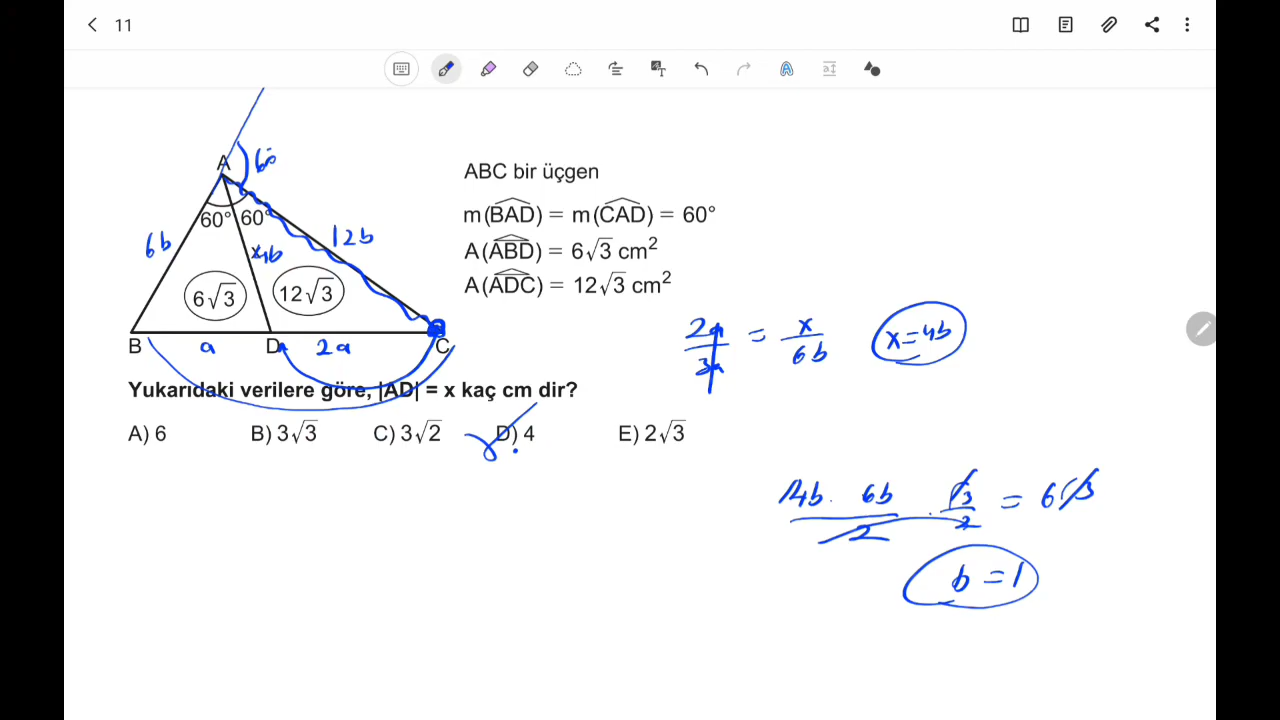 11
A 60
60° 60°
6b x4b 12b
6√3 12√3
B a D 2a C
ABC bir üçgen
m(BAD) = m(CAD) = 60°
A(ABD) = 6√3 cm²
A(ADC) = 12√3 cm²
2a/3a = x/6b x=4b
Yukarıdaki verilere göre, |AD| = x kaç cm dir?
A) 6 B) 3√3 C) 3√2 D) 4 E) 2√3
4b . 6b/2 . √3/2 = 6√3
b = 1